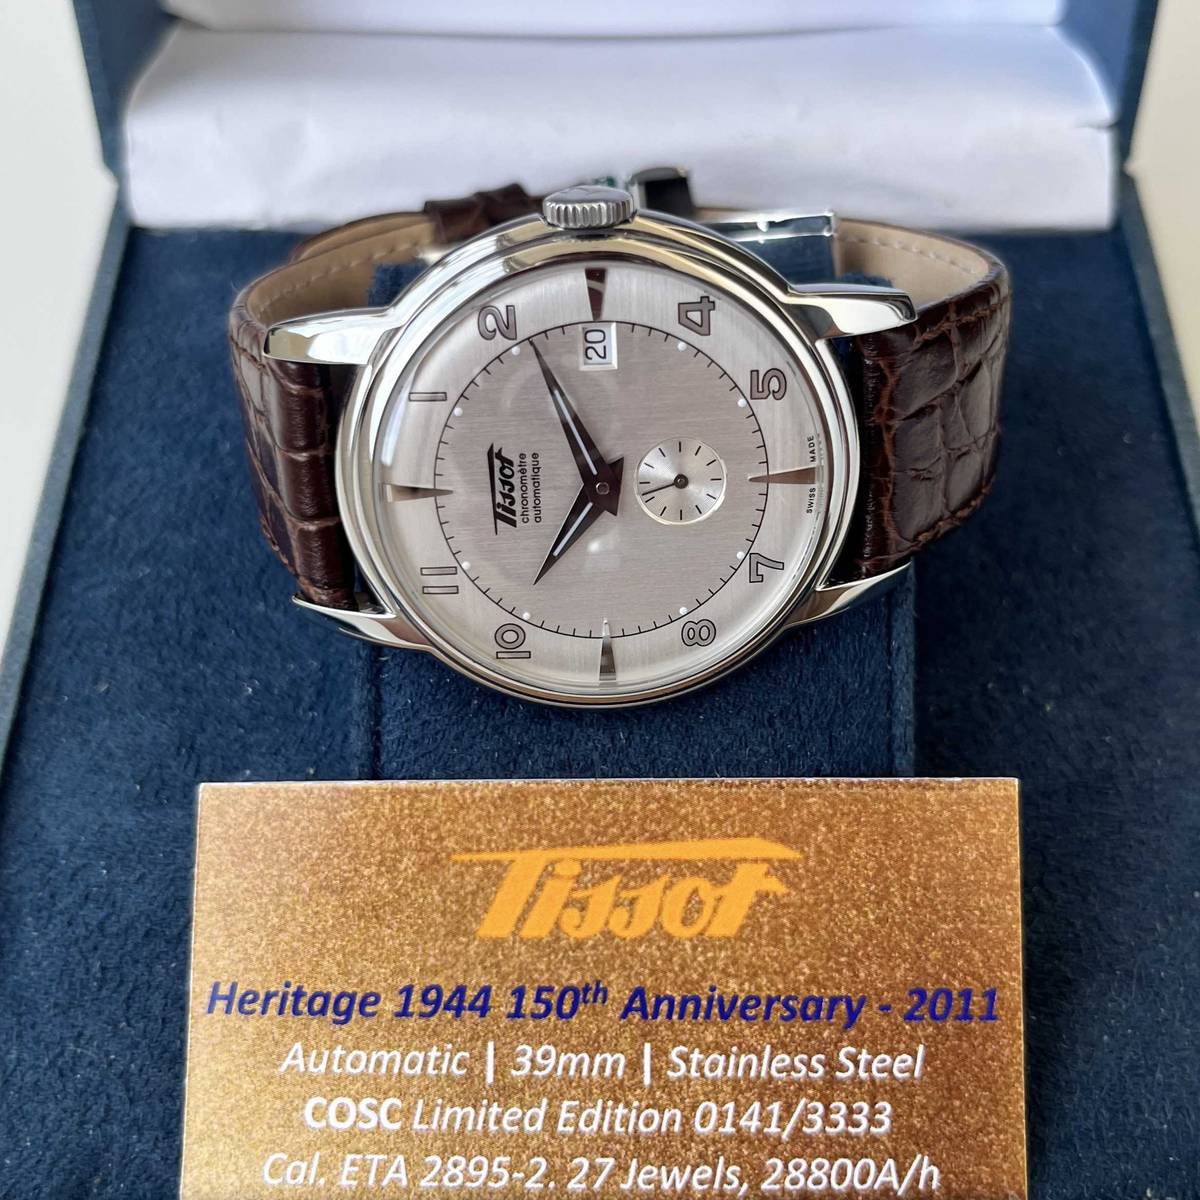 2
4
20
1
5
Tissot
chronomètre
automatique
SWISS MADE
11
7
10
8
Tissot
Heritage 1944 150th Anniversary - 2011
Automatic | 39mm | Stainless Steel
COSC Limited Edition 0141/3333
Cal. ETA 2895-2. 27 Jewels, 28800A/h